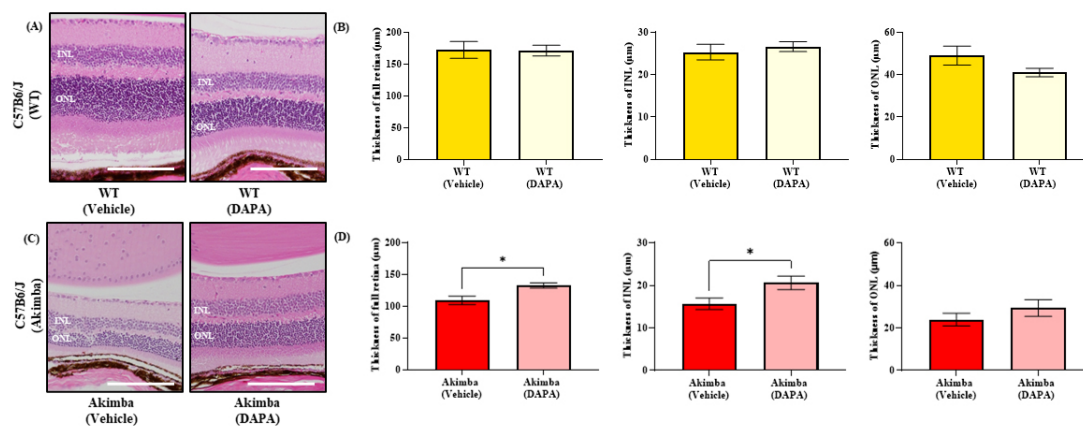 (A)
C57B6/J
(WT)
INL
ONL
INL
ONL
WT
(Vehicle)
WT
(DAPA)
(B)
Thickness of full retina (µm)
200
150
100
50
0
WT
(Vehicle)
WT
(DAPA)
Thickness of INL (µm)
30
20
10
0
WT
(Vehicle)
WT
(DAPA)
Thickness of ONL (µm)
60
40
20
0
WT
(Vehicle)
WT
(DAPA)
(C)
C57B6/J
(Akimba)
INL
ONL
INL
ONL
Akimba
(Vehicle)
Akimba
(DAPA)
(D)
Thickness of full retina (µm)
200
150
100
50
0
*
Akimba
(Vehicle)
Akimba
(DAPA)
Thickness of INL (µm)
30
20
10
0
*
Akimba
(Vehicle)
Akimba
(DAPA)
Thickness of ONL (µm)
60
40
20
0
Akimba
(Vehicle)
Akimba
(DAPA)